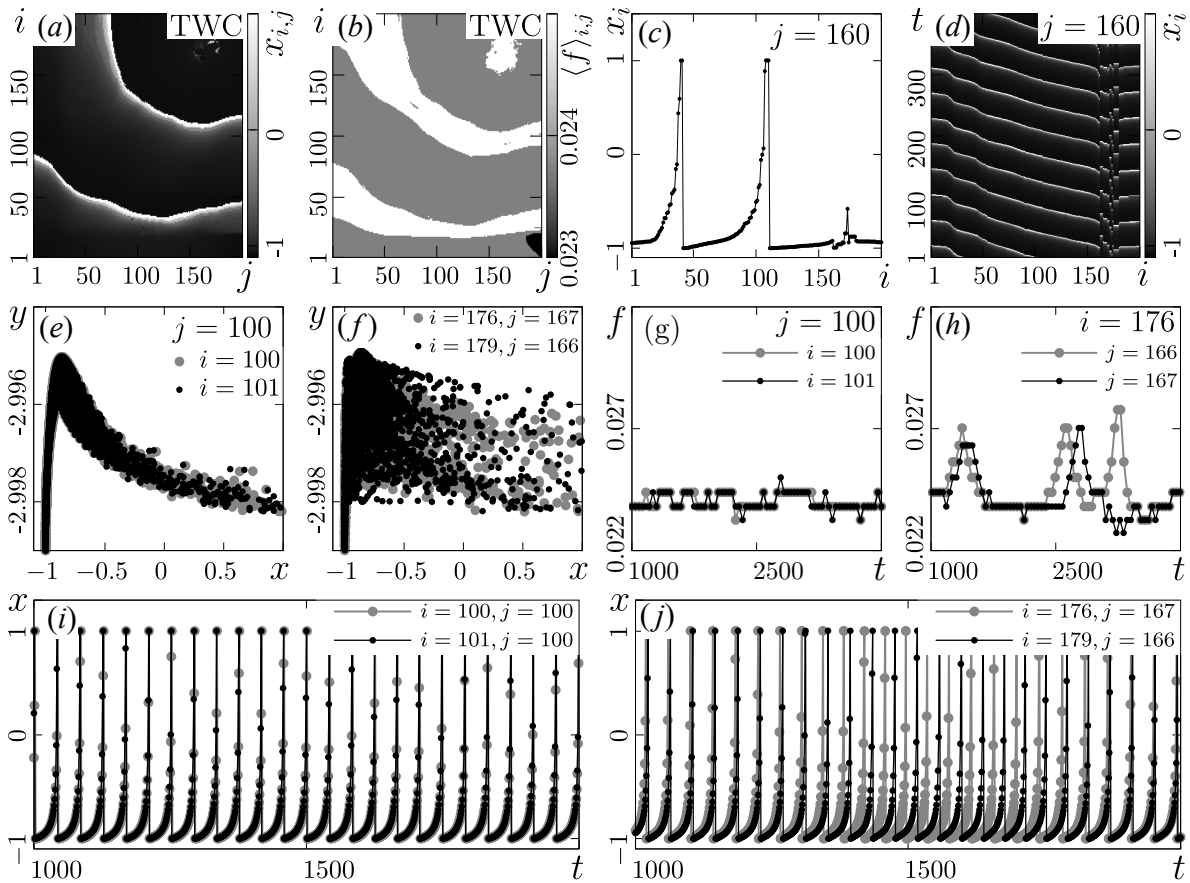 i (a) TWC x_{i,j}
150
100
50
1
1 50 100 150 j
0
-1
i (b) TWC ⟨f⟩_{i,j}
150
100
50
1
1 50 100 150 j
0.024
0.023
x_i (c) j = 160
1
0
−1
1 50 100 150 i
t (d) j = 160 x_i
300
200
100
1
1 50 100 150 i
0
-1
y (e) j = 100
i = 100
i = 101
-2.996
-2.998
−1 −0.5 0 0.5 x
y (f) i = 176, j = 167
i = 179, j = 166
-2.996
-2.998
−1 −0.5 0 0.5 x
f (g) j = 100
i = 100
i = 101
0.027
0.022
1000 2500 t
f (h) i = 176
j = 166
j = 167
0.027
0.022
1000 2500 t
x (i) i = 100, j = 100
i = 101, j = 100
1
0
−1
1000 1500 t
x (j) i = 176, j = 167
i = 179, j = 166
1
0
−1
1000 1500 t